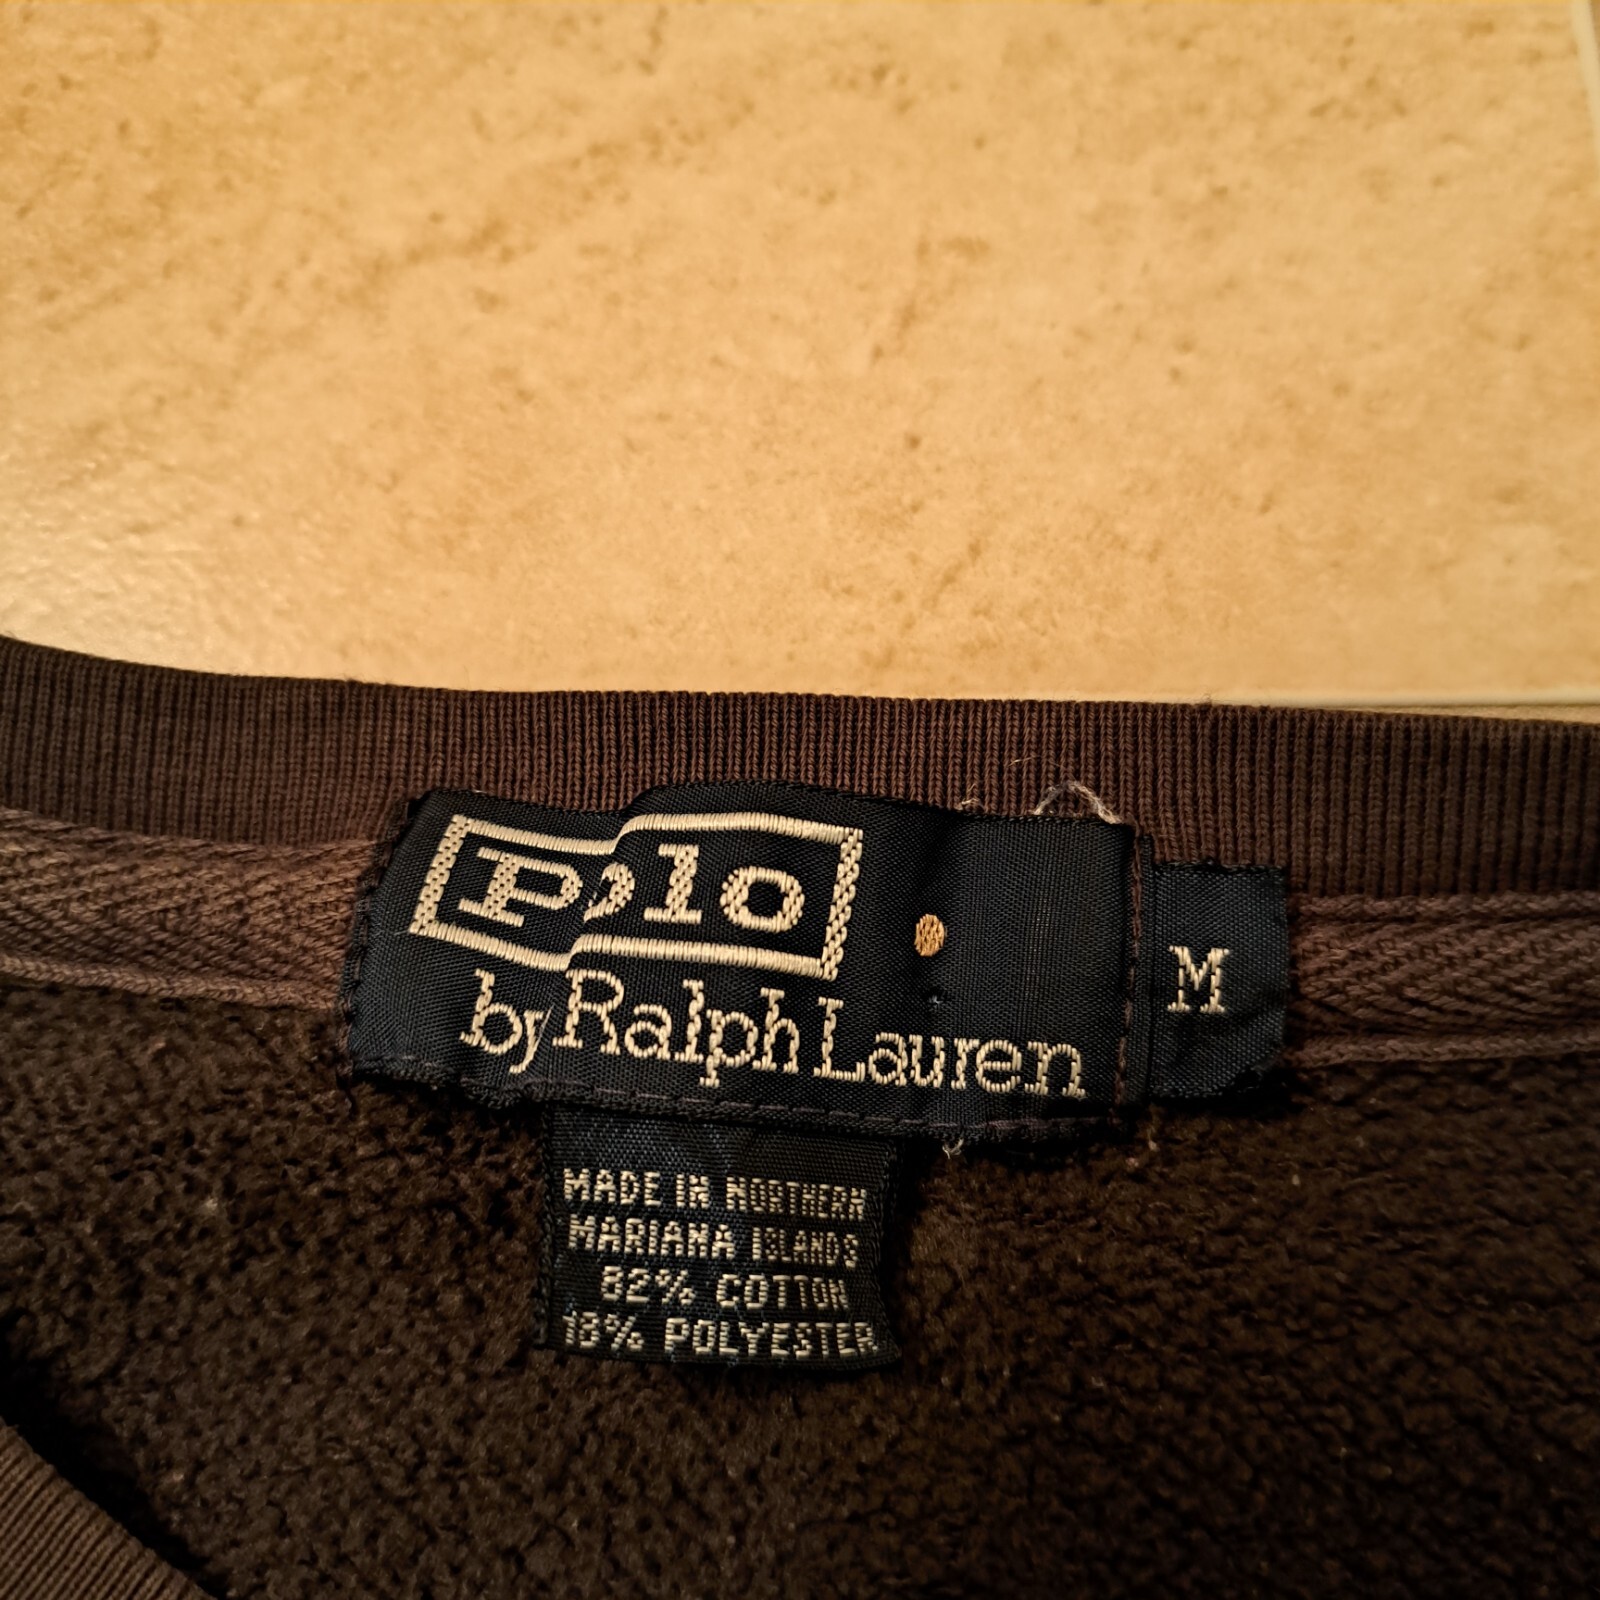 Polo
by Ralph Lauren
M
MADE IN NORTHERN
MARIANA ISLANDS
82% COTTON
18% POLYESTER